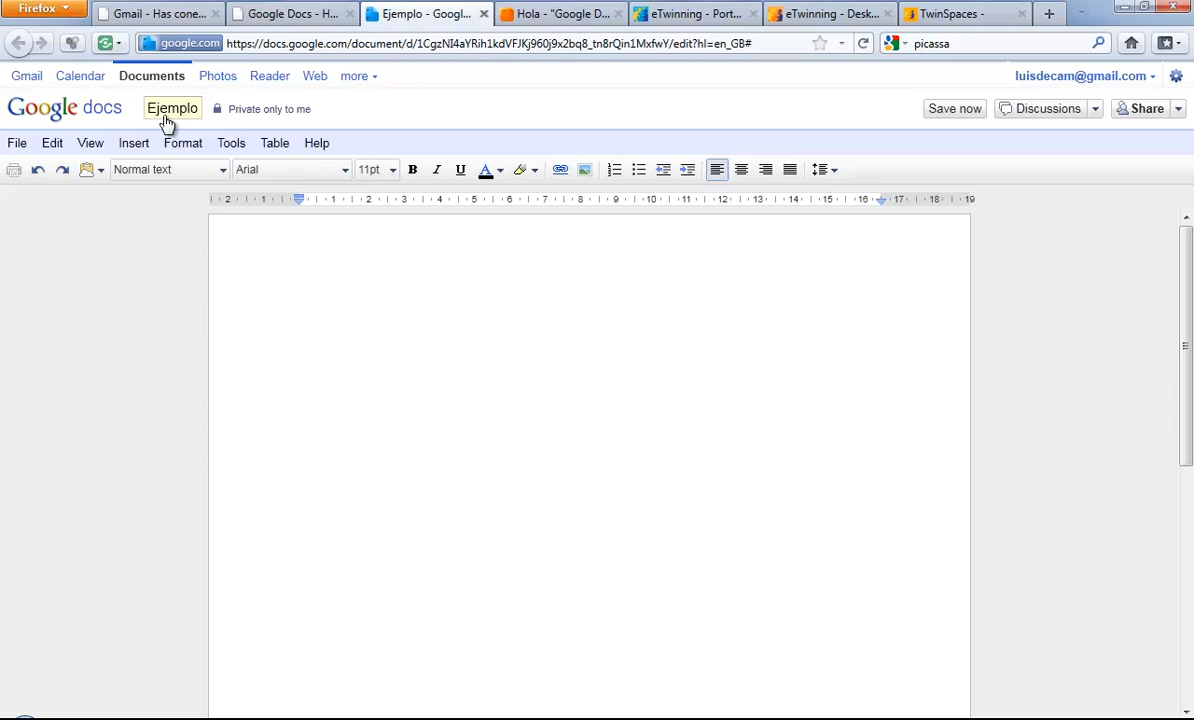 Firefox
Gmail - Has cone...
Google Docs - H...
Ejemplo - Googl...
Hola - "Google D...
eTwinning - Port...
eTwinning - Desk...
TwinSpaces -
google.com
https://docs.google.com/document/d/1CgzNI4aYRih1kdVFJKj960j9x2bq8_tn8rQin1MxfwY/edit?hl=en_GB#
picassa
Gmail Calendar Documents Photos Reader Web more
luisdecam@gmail.com
Google docs
Ejemplo
Private only to me
Save now
Discussions
Share
File Edit View Insert Format Tools Table Help
Normal text Arial 11pt B I U A
2 1 1 2 3 4 5 6 7 8 9 10 11 12 13 14 15 16 17 18 19